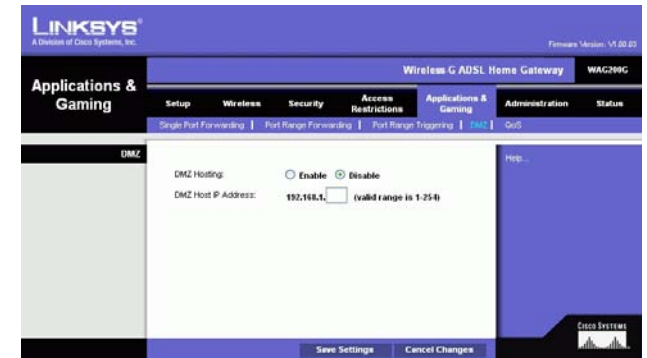 LINKSYS®
A Division of Cisco Systems, Inc.
Firmware Version: V1.00.03
Wireless-G ADSL Home Gateway WAG200G
Applications & Gaming
Setup Wireless Security Access Restrictions Applications & Gaming Administration Status
Single Port Forwarding | Port Range Forwarding | Port Range Triggering | DMZ | QoS
DMZ
DMZ Hosting: Enable Disable
DMZ Host IP Address: 192.168.1. (valid range is 1-254)
Help...
Save Settings Cancel Changes
CISCO SYSTEMS